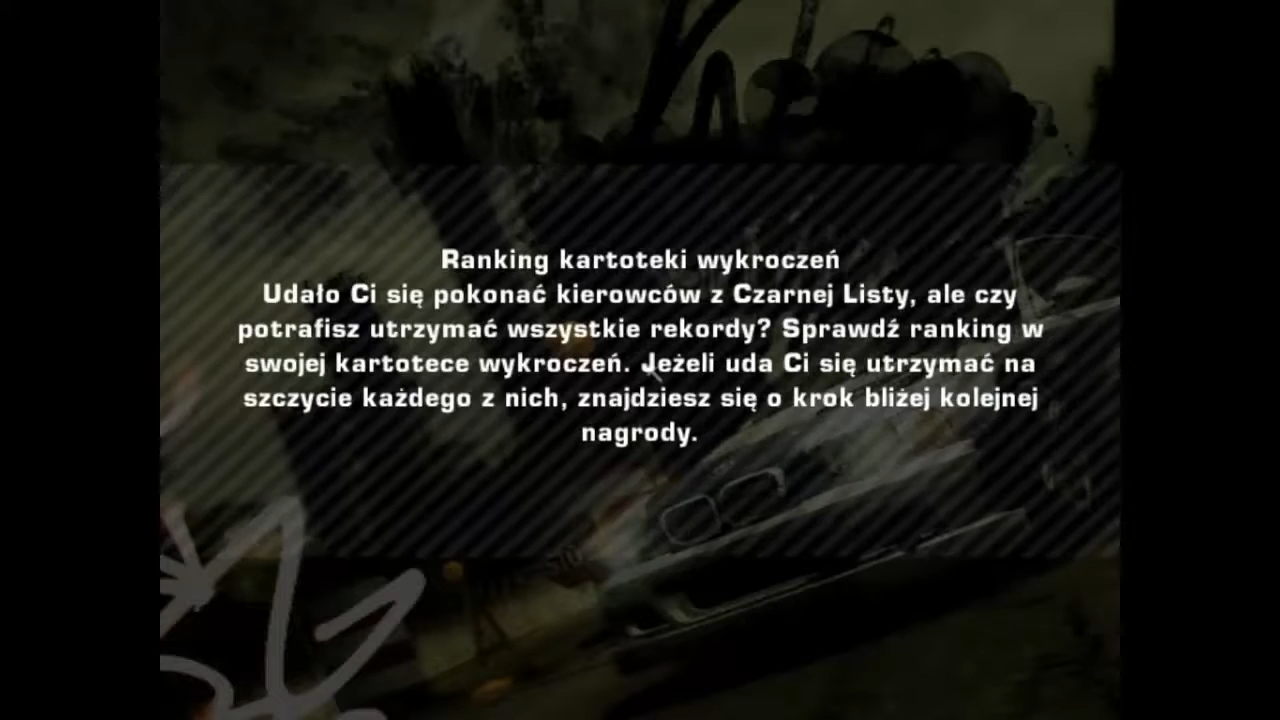 Ranking kartoteki wykroczeń
Udało Ci się pokonać kierowców z Czarnej Listy, ale czy
potrafisz utrzymać wszystkie rekordy? Sprawdź ranking w
swojej kartotece wykroczeń. Jeżeli uda Ci się utrzymać na
szczycie każdego z nich, znajdziesz się o krok bliżej kolejnej
nagrody.